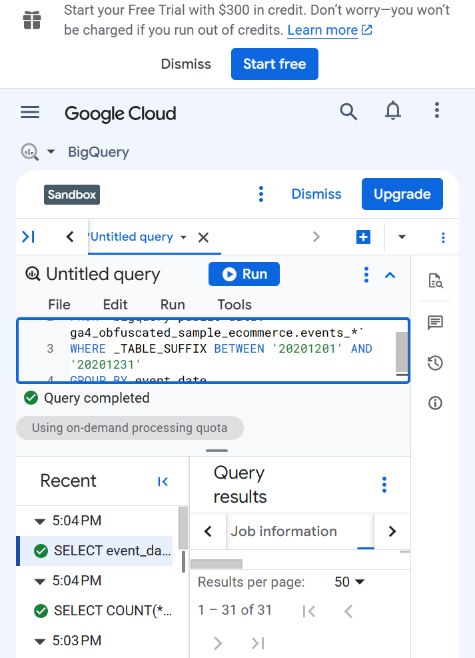 Start your Free Trial with $300 in credit. Don't worry—you won't
be charged if you run out of credits. Learn more
Dismiss
Start free
Google Cloud
BigQuery
Sandbox
Dismiss
Upgrade
Untitled query
Untitled query
Run
File
Edit
Run
Tools
ga4_obfuscated_sample_ecommerce.events_*`
3 WHERE _TABLE_SUFFIX BETWEEN '20201201' AND
'20201231'
4 GROUP BY event_date
Query completed
Using on-demand processing quota
Recent
Query
results
5:04 PM
Job information
SELECT event_da...
5:04 PM
Results per page: 50
SELECT COUNT(*...
1 – 31 of 31
5:03 PM